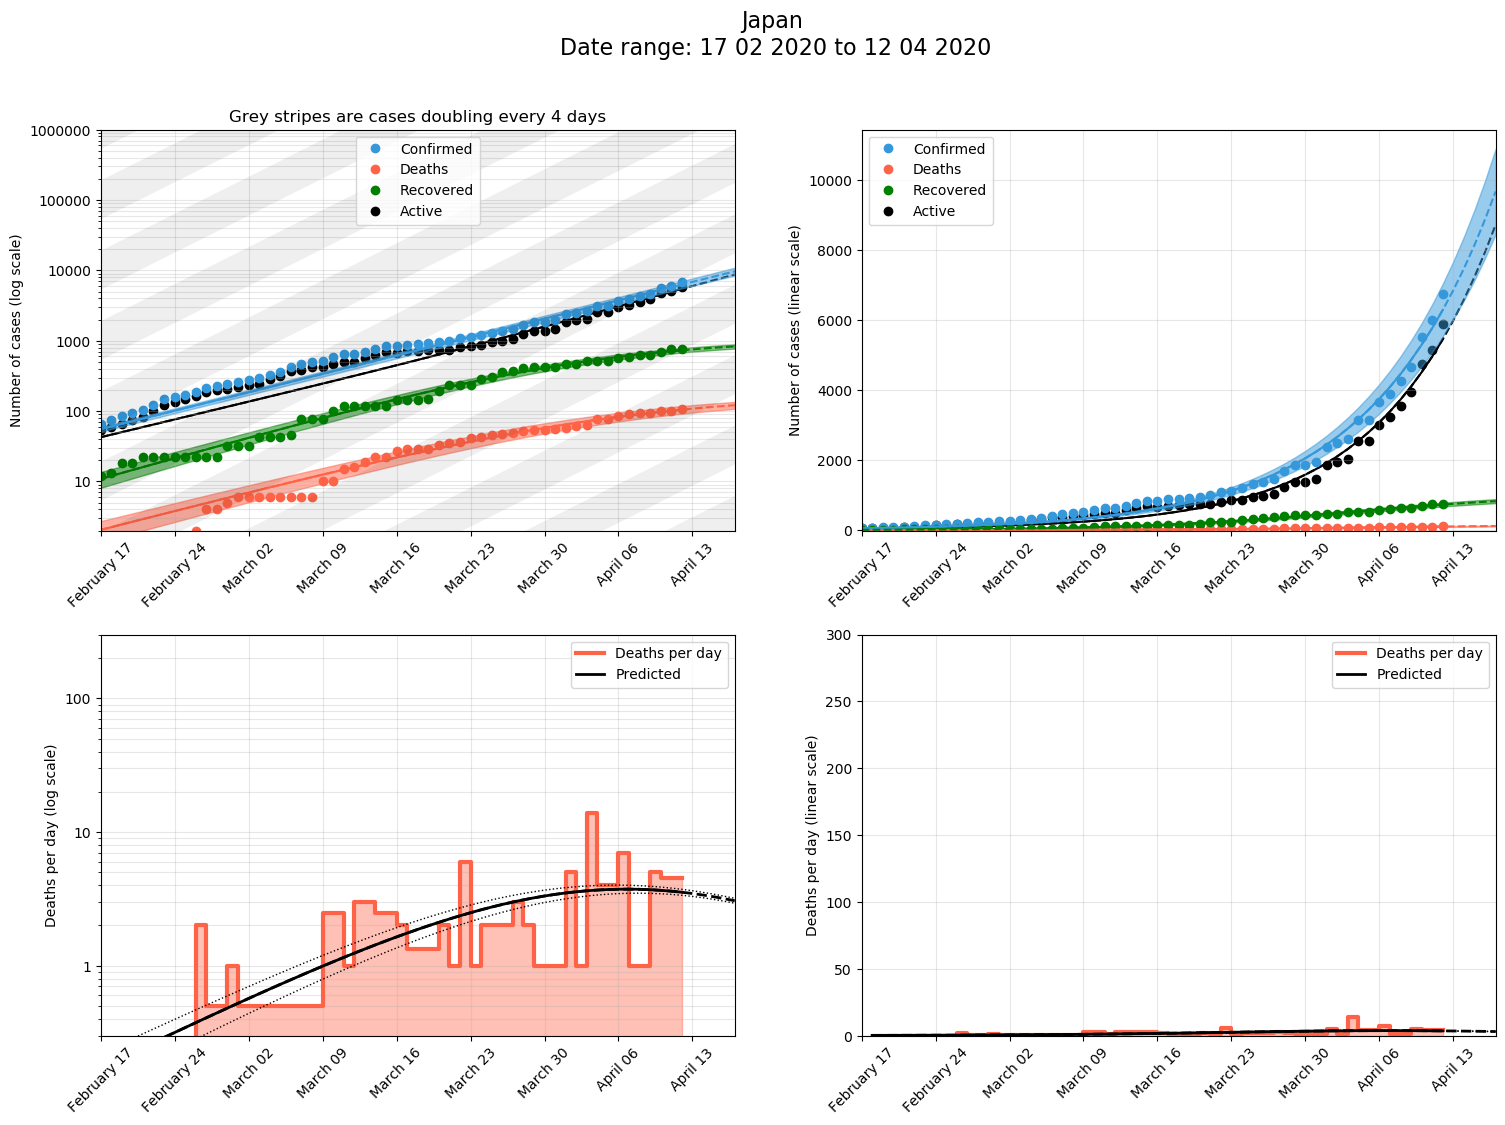 Japan
Date range: 17 02 2020 to 12 04 2020
Grey stripes are cases doubling every 4 days
Number of cases (log scale)
1000000
100000
10000
1000
100
10
Confirmed
Deaths
Recovered
Active
February 17
February 24
March 02
March 09
March 16
March 23
March 30
April 06
April 13
Number of cases (linear scale)
10000
8000
6000
4000
2000
0
Confirmed
Deaths
Recovered
Active
February 17
February 24
March 02
March 09
March 16
March 23
March 30
April 06
April 13
Deaths per day (log scale)
100
10
1
Deaths per day
Predicted
February 17
February 24
March 02
March 09
March 16
March 23
March 30
April 06
April 13
Deaths per day (linear scale)
300
250
200
150
100
50
0
Deaths per day
Predicted
February 17
February 24
March 02
March 09
March 16
March 23
March 30
April 06
April 13